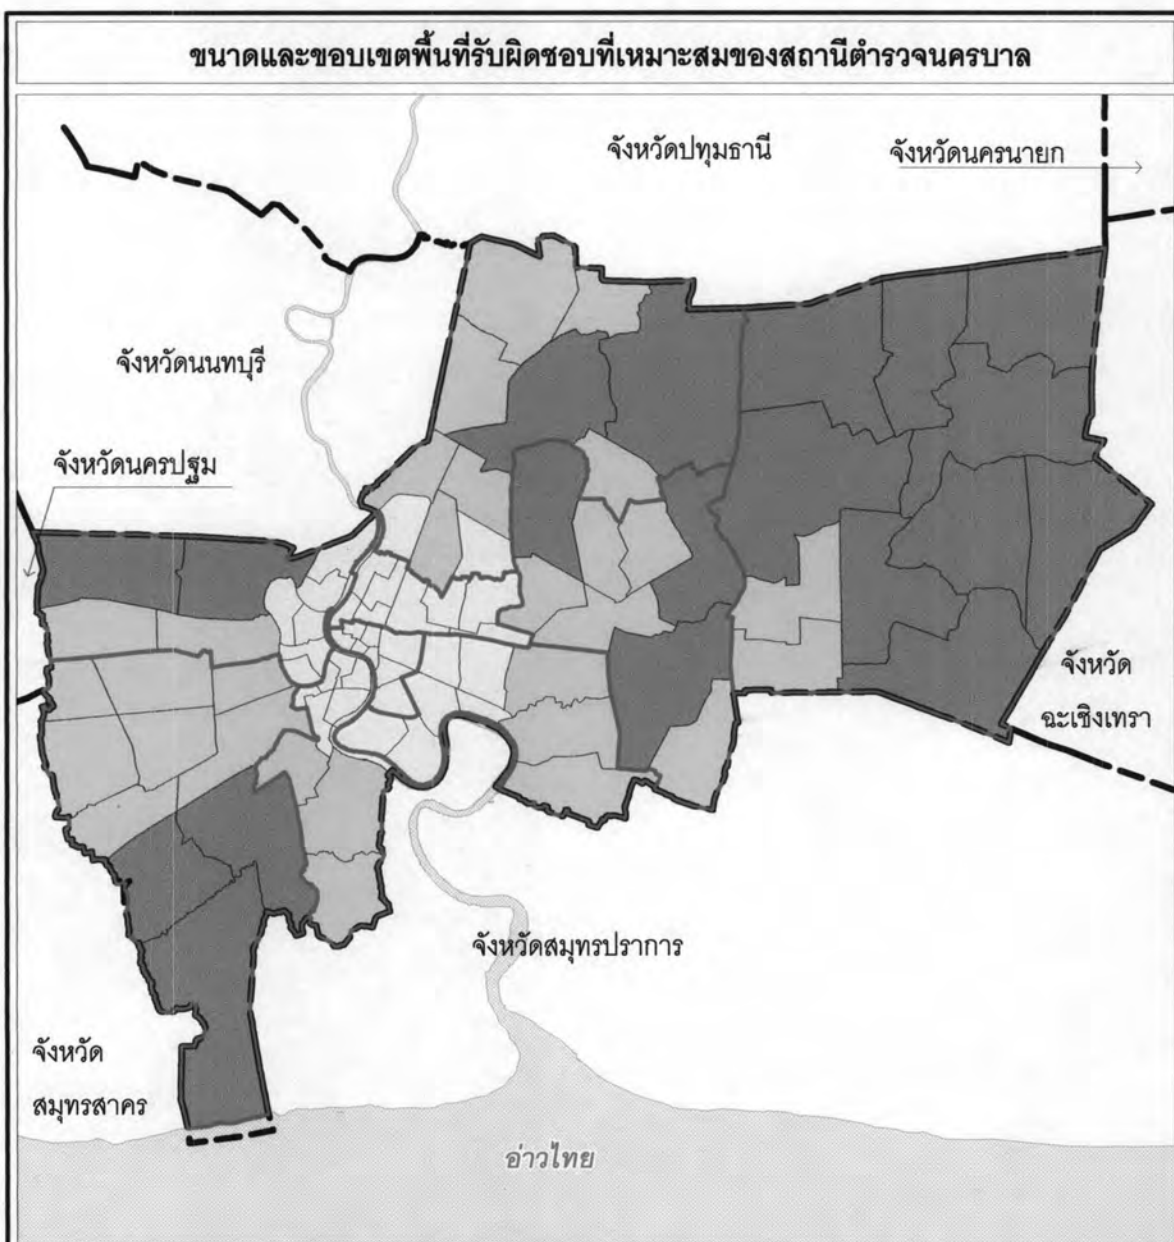 ขนาดและขอบเขตพื้นที่รับผิดชอบที่เหมาะสมของสถานีตำรวจนครบาล
จังหวัดปทุมธานี
จังหวัดนครนายก
จังหวัดนนทบุรี
จังหวัดนครปฐม
จังหวัด
ฉะเชิงเทรา
จังหวัดสมุทรปราการ
จังหวัด
สมุทรสาคร
อ่าวไทย